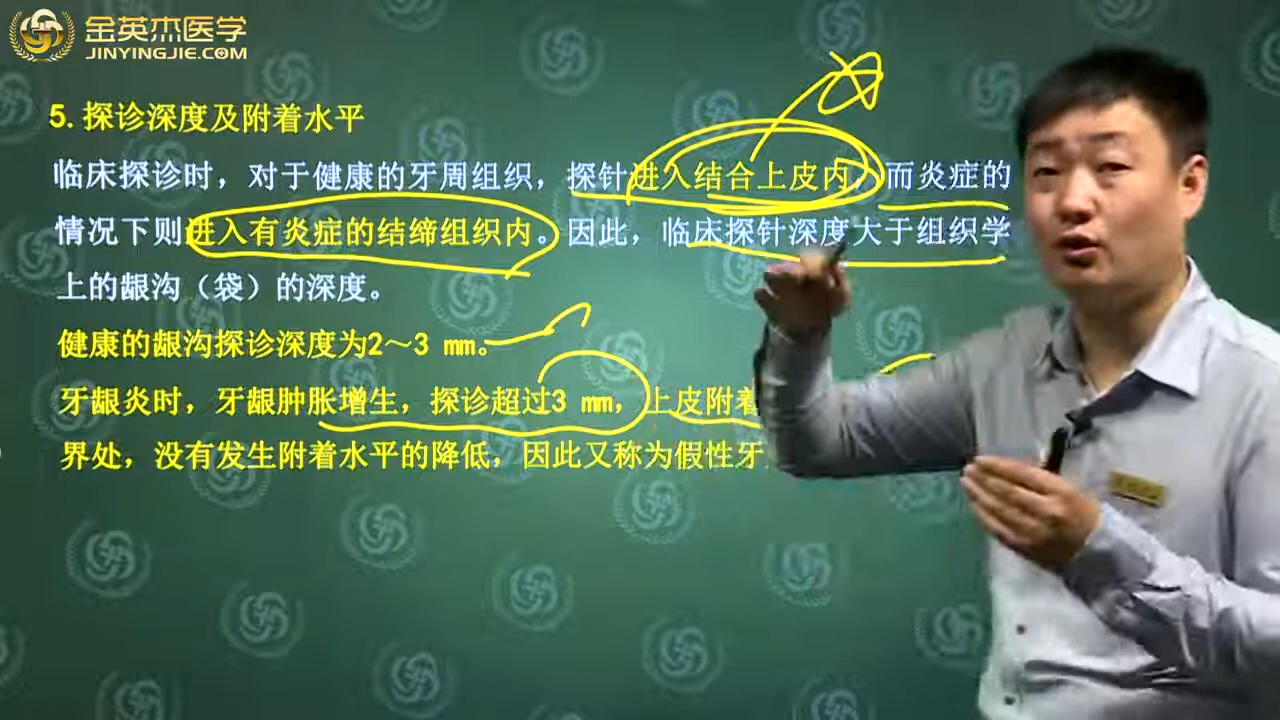 金英杰医学
JINYINGJIE.COM
5. 探诊深度及附着水平
临床探诊时，对于健康的牙周组织，探针进入结合上皮内，而炎症的
情况下则进入有炎症的结缔组织内。因此，临床探针深度大于组织学
上的龈沟（袋）的深度。
健康的龈沟探诊深度为2～3 mm。
牙龈炎时，牙龈肿胀增生，探诊超过3 mm，上皮附着
界处，没有发生附着水平的降低，因此又称为假性牙